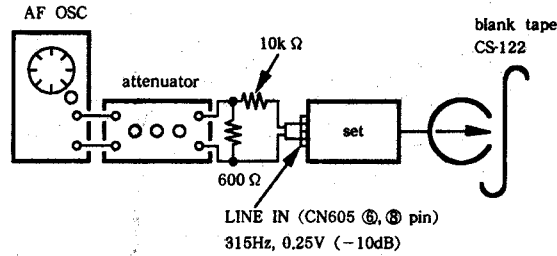 AF OSC
attenuator
10k Ω
blank tape
CS-122
set
600 Ω
LINE IN (CN605 ⑥, ⑧ pin)
315Hz, 0.25V (−10dB)